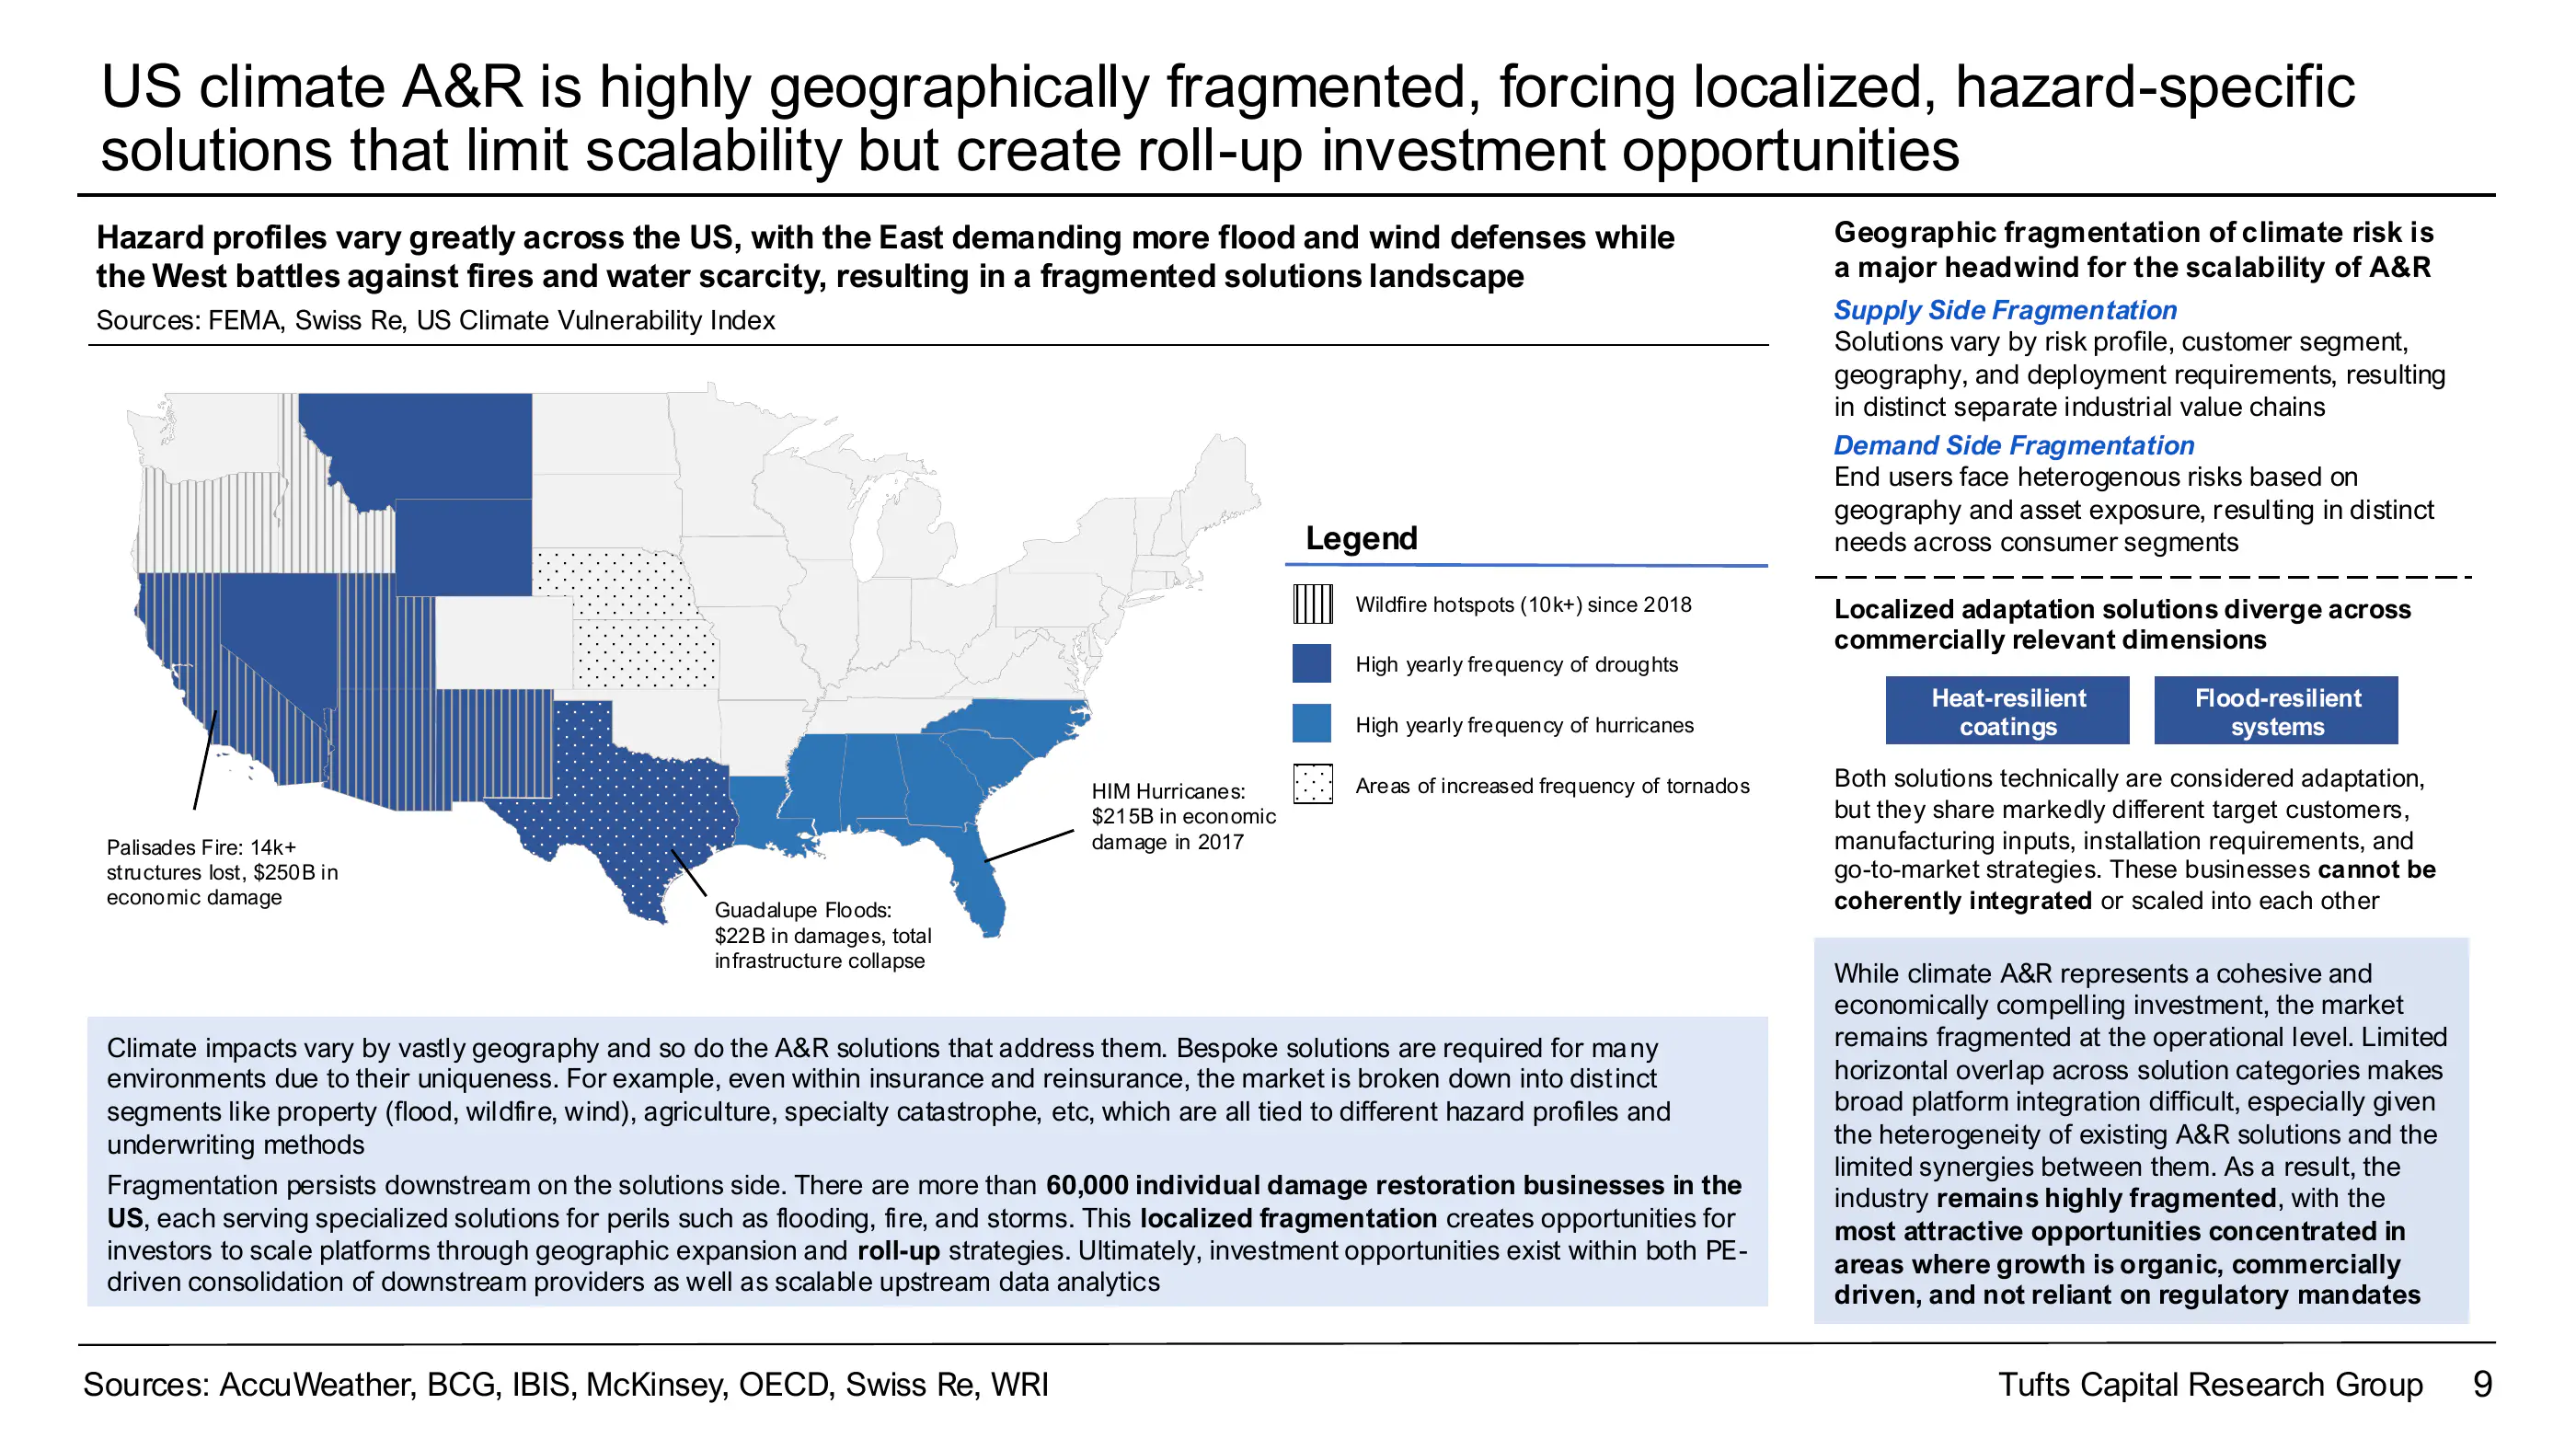 US climate A&R is highly geographically fragmented, forcing localized, hazard-specific
solutions that limit scalability but create roll-up investment opportunities
Hazard profiles vary greatly across the US, with the East demanding more flood and wind defenses while
the West battles against fires and water scarcity, resulting in a fragmented solutions landscape
Sources: FEMA, Swiss Re, US Climate Vulnerability Index
Legend
Wildfire hotspots (10k+) since 2018
High yearly frequency of droughts
High yearly frequency of hurricanes
Areas of increased frequency of tornados
HIM Hurricanes:
$215B in economic
damage in 2017
Palisades Fire: 14k+
structures lost, $250B in
economic damage
Guadalupe Floods:
$22B in damages, total
infrastructure collapse
Climate impacts vary by vastly geography and so do the A&R solutions that address them. Bespoke solutions are required for many
environments due to their uniqueness. For example, even within insurance and reinsurance, the market is broken down into distinct
segments like property (flood, wildfire, wind), agriculture, specialty catastrophe, etc, which are all tied to different hazard profiles and
underwriting methods
Fragmentation persists downstream on the solutions side. There are more than 60,000 individual damage restoration businesses in the
US, each serving specialized solutions for perils such as flooding, fire, and storms. This localized fragmentation creates opportunities for
investors to scale platforms through geographic expansion and roll-up strategies. Ultimately, investment opportunities exist within both PE-
driven consolidation of downstream providers as well as scalable upstream data analytics
Geographic fragmentation of climate risk is
a major headwind for the scalability of A&R
Supply Side Fragmentation
Solutions vary by risk profile, customer segment,
geography, and deployment requirements, resulting
in distinct separate industrial value chains
Demand Side Fragmentation
End users face heterogenous risks based on
geography and asset exposure, resulting in distinct
needs across consumer segments
Localized adaptation solutions diverge across
commercially relevant dimensions
Heat-resilient
coatings
Flood-resilient
systems
Both solutions technically are considered adaptation,
but they share markedly different target customers,
manufacturing inputs, installation requirements, and
go-to-market strategies. These businesses cannot be
coherently integrated or scaled into each other
While climate A&R represents a cohesive and
economically compelling investment, the market
remains fragmented at the operational level. Limited
horizontal overlap across solution categories makes
broad platform integration difficult, especially given
the heterogeneity of existing A&R solutions and the
limited synergies between them. As a result, the
industry remains highly fragmented, with the
most attractive opportunities concentrated in
areas where growth is organic, commercially
driven, and not reliant on regulatory mandates
Sources: AccuWeather, BCG, IBIS, McKinsey, OECD, Swiss Re, WRI
Tufts Capital Research Group 9